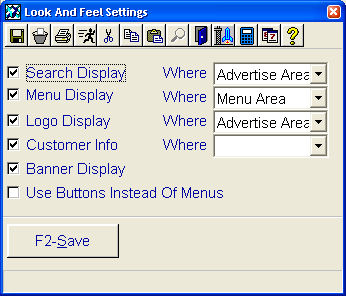 Look And Feel Settings
Search Display Where Advertise Area
Menu Display Where Menu Area
Logo Display Where Advertise Area
Customer Info Where
Banner Display
Use Buttons Instead Of Menus
F2-Save